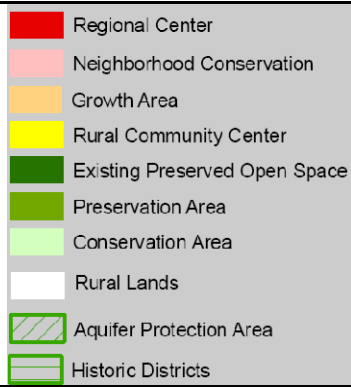 Regional Center
Neighborhood Conservation
Growth Area
Rural Community Center
Existing Preserved Open Space
Preservation Area
Conservation Area
Rural Lands
Aquifer Protection Area
Historic Districts